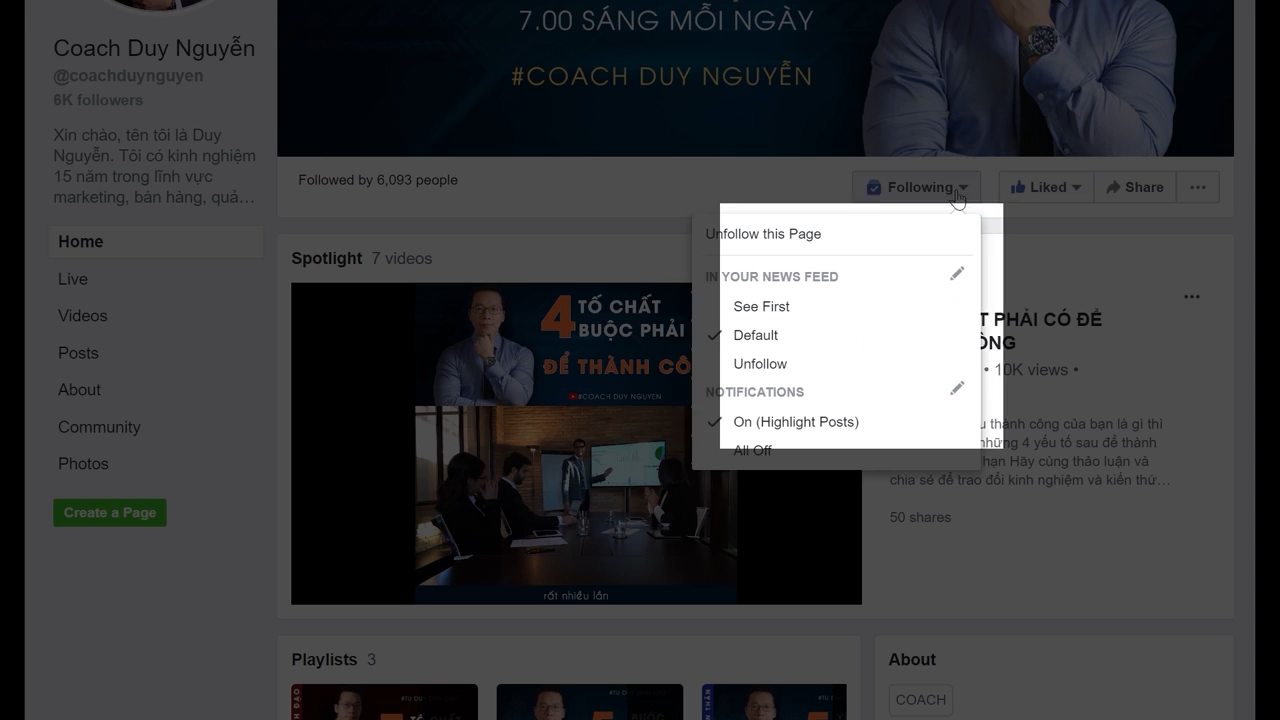 7.00 SÁNG MỖI NGÀY
#COACH DUY NGUYỄN
Coach Duy Nguyễn
@coachduynguyen
6K followers
Xin chào, tên tôi là Duy
Nguyễn. Tôi có kinh nghiệm
15 năm trong lĩnh vực
marketing, bán hàng, quả…
Home
Live
Videos
Posts
About
Community
Photos
Create a Page
Followed by 6,093 people
Following
Liked
Share
Unfollow this Page
IN YOUR NEWS FEED
See First
Default
Unfollow
NOTIFICATIONS
On (Highlight Posts)
All Off
Spotlight 7 videos
4 TỐ CHẤT
BUỘC PHẢI
ĐỂ THÀNH CÔ
#COACH DUY NGUYEN
rất nhiều lần
T PHẢI CÓ ĐỂ
ÔNG
• 10K views •
thành công của bạn là gì thì
những 4 yếu tố sau để thành
hạn Hãy cùng thảo luận và
chia sẻ để trao đổi kinh nghiệm và kiến thứ…
50 shares
Playlists 3
About
COACH